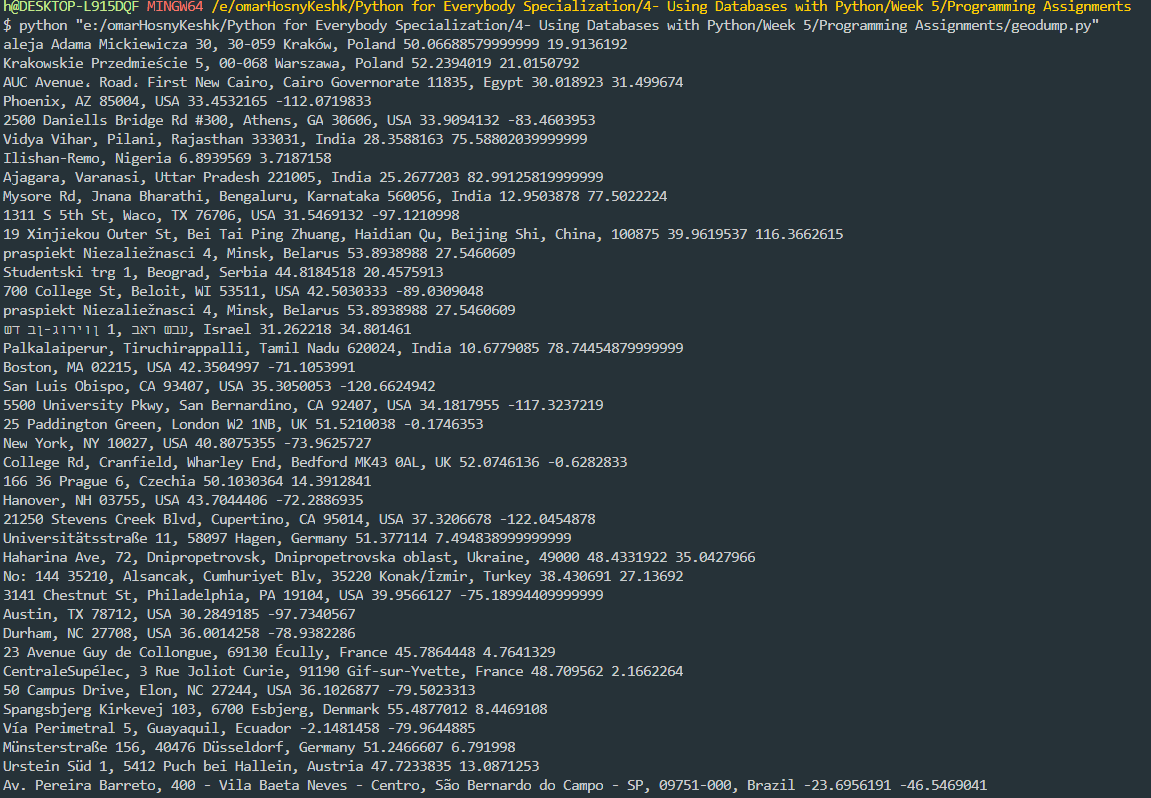 h@DESKTOP-L915DQF MINGW64 /e/omarHosnyKeshk/Python for Everybody Specialization/4- Using Databases with Python/Week 5/Programming Assignments
$ python "e:/omarHosnyKeshk/Python for Everybody Specialization/4- Using Databases with Python/Week 5/Programming Assignments/geodump.py"
aleja Adama Mickiewicza 30, 30-059 Kraków, Poland 50.06688579999999 19.9136192
Krakowskie Przedmieście 5, 00-068 Warszawa, Poland 52.2394019 21.0150792
AUC Avenue، Road، First New Cairo, Cairo Governorate 11835, Egypt 30.018923 31.499674
Phoenix, AZ 85004, USA 33.4532165 -112.0719833
2500 Daniells Bridge Rd #300, Athens, GA 30606, USA 33.9094132 -83.4603953
Vidya Vihar, Pilani, Rajasthan 333031, India 28.3588163 75.58802039999999
Ilishan-Remo, Nigeria 6.8939569 3.7187158
Ajagara, Varanasi, Uttar Pradesh 221005, India 25.2677203 82.99125819999999
Mysore Rd, Jnana Bharathi, Bengaluru, Karnataka 560056, India 12.9503878 77.5022224
1311 S 5th St, Waco, TX 76706, USA 31.5469132 -97.1210998
19 Xinjiekou Outer St, Bei Tai Ping Zhuang, Haidian Qu, Beijing Shi, China, 100875 39.9619537 116.3662615
praspiekt Niezaliežnasci 4, Minsk, Belarus 53.8938988 27.5460609
Studentski trg 1, Beograd, Serbia 44.8184518 20.4575913
700 College St, Beloit, WI 53511, USA 42.5030333 -89.0309048
praspiekt Niezaliežnasci 4, Minsk, Belarus 53.8938988 27.5460609
שד בן-גוריון 1, באר שבע, Israel 31.262218 34.801461
Palkalaiperur, Tiruchirappalli, Tamil Nadu 620024, India 10.6779085 78.74454879999999
Boston, MA 02215, USA 42.3504997 -71.1053991
San Luis Obispo, CA 93407, USA 35.3050053 -120.6624942
5500 University Pkwy, San Bernardino, CA 92407, USA 34.1817955 -117.3237219
25 Paddington Green, London W2 1NB, UK 51.5210038 -0.1746353
New York, NY 10027, USA 40.8075355 -73.9625727
College Rd, Cranfield, Wharley End, Bedford MK43 0AL, UK 52.0746136 -0.6282833
166 36 Prague 6, Czechia 50.1030364 14.3912841
Hanover, NH 03755, USA 43.7044406 -72.2886935
21250 Stevens Creek Blvd, Cupertino, CA 95014, USA 37.3206678 -122.0454878
Universitätsstraße 11, 58097 Hagen, Germany 51.377114 7.494838999999999
Haharina Ave, 72, Dnipropetrovsk, Dnipropetrovska oblast, Ukraine, 49000 48.4331922 35.0427966
No: 144 35210, Alsancak, Cumhuriyet Blv, 35220 Konak/İzmir, Turkey 38.430691 27.13692
3141 Chestnut St, Philadelphia, PA 19104, USA 39.9566127 -75.18994409999999
Austin, TX 78712, USA 30.2849185 -97.7340567
Durham, NC 27708, USA 36.0014258 -78.9382286
23 Avenue Guy de Collongue, 69130 Écully, France 45.7864448 4.7641329
CentraleSupélec, 3 Rue Joliot Curie, 91190 Gif-sur-Yvette, France 48.709562 2.1662264
50 Campus Drive, Elon, NC 27244, USA 36.1026877 -79.5023313
Spangsbjerg Kirkevej 103, 6700 Esbjerg, Denmark 55.4877012 8.4469108
Vía Perimetral 5, Guayaquil, Ecuador -2.1481458 -79.9644885
Münsterstraße 156, 40476 Düsseldorf, Germany 51.2466607 6.791998
Urstein Süd 1, 5412 Puch bei Hallein, Austria 47.7233835 13.0871253
Av. Pereira Barreto, 400 - Vila Baeta Neves - Centro, São Bernardo do Campo - SP, 09751-000, Brazil -23.6956191 -46.5469041